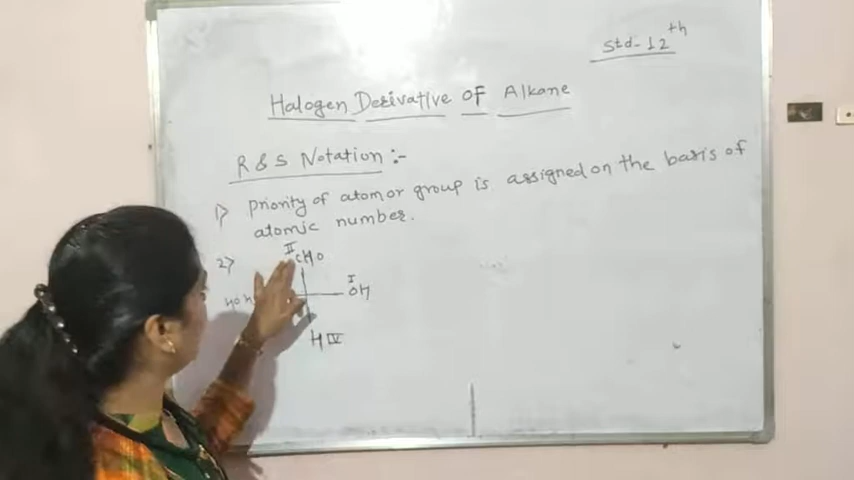 Std-12th
Halogen Derivative of Alkane
R & S Notation :-
1) Priority of atom or group is assigned on the basis of
atomic number.
2) II CHO
I OH
H IV